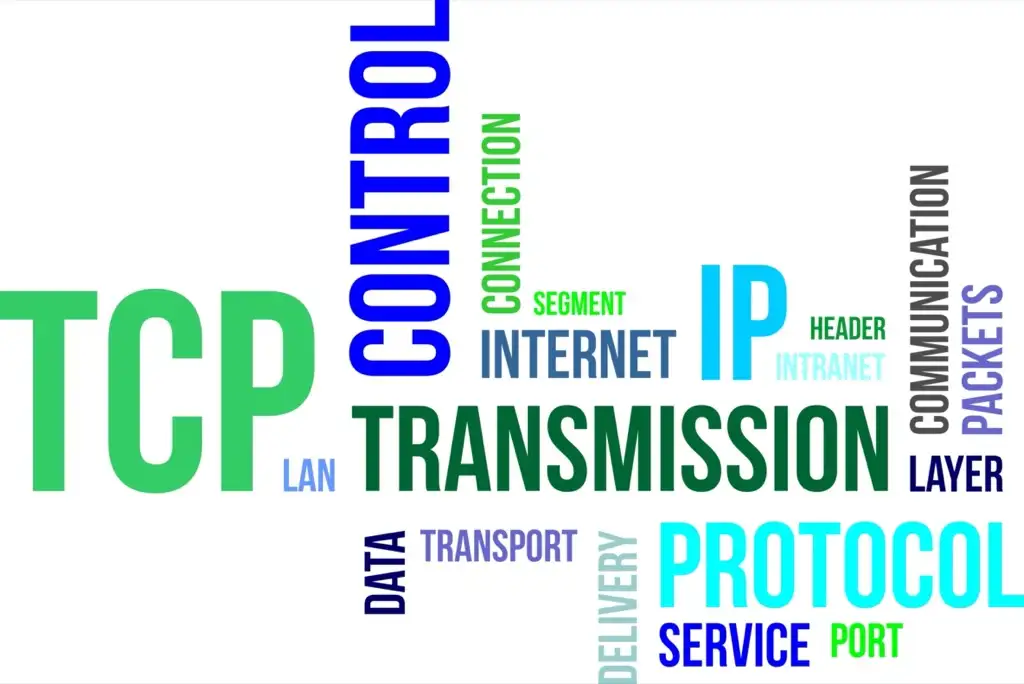 CONTROL
CONNECTION
COMMUNICATION
TCP
SEGMENT
IP
HEADER
PACKETS
INTERNET
INTRANET
LAN
TRANSMISSION
LAYER
DATA
TRANSPORT
DELIVERY
PROTOCOL
SERVICE
PORT